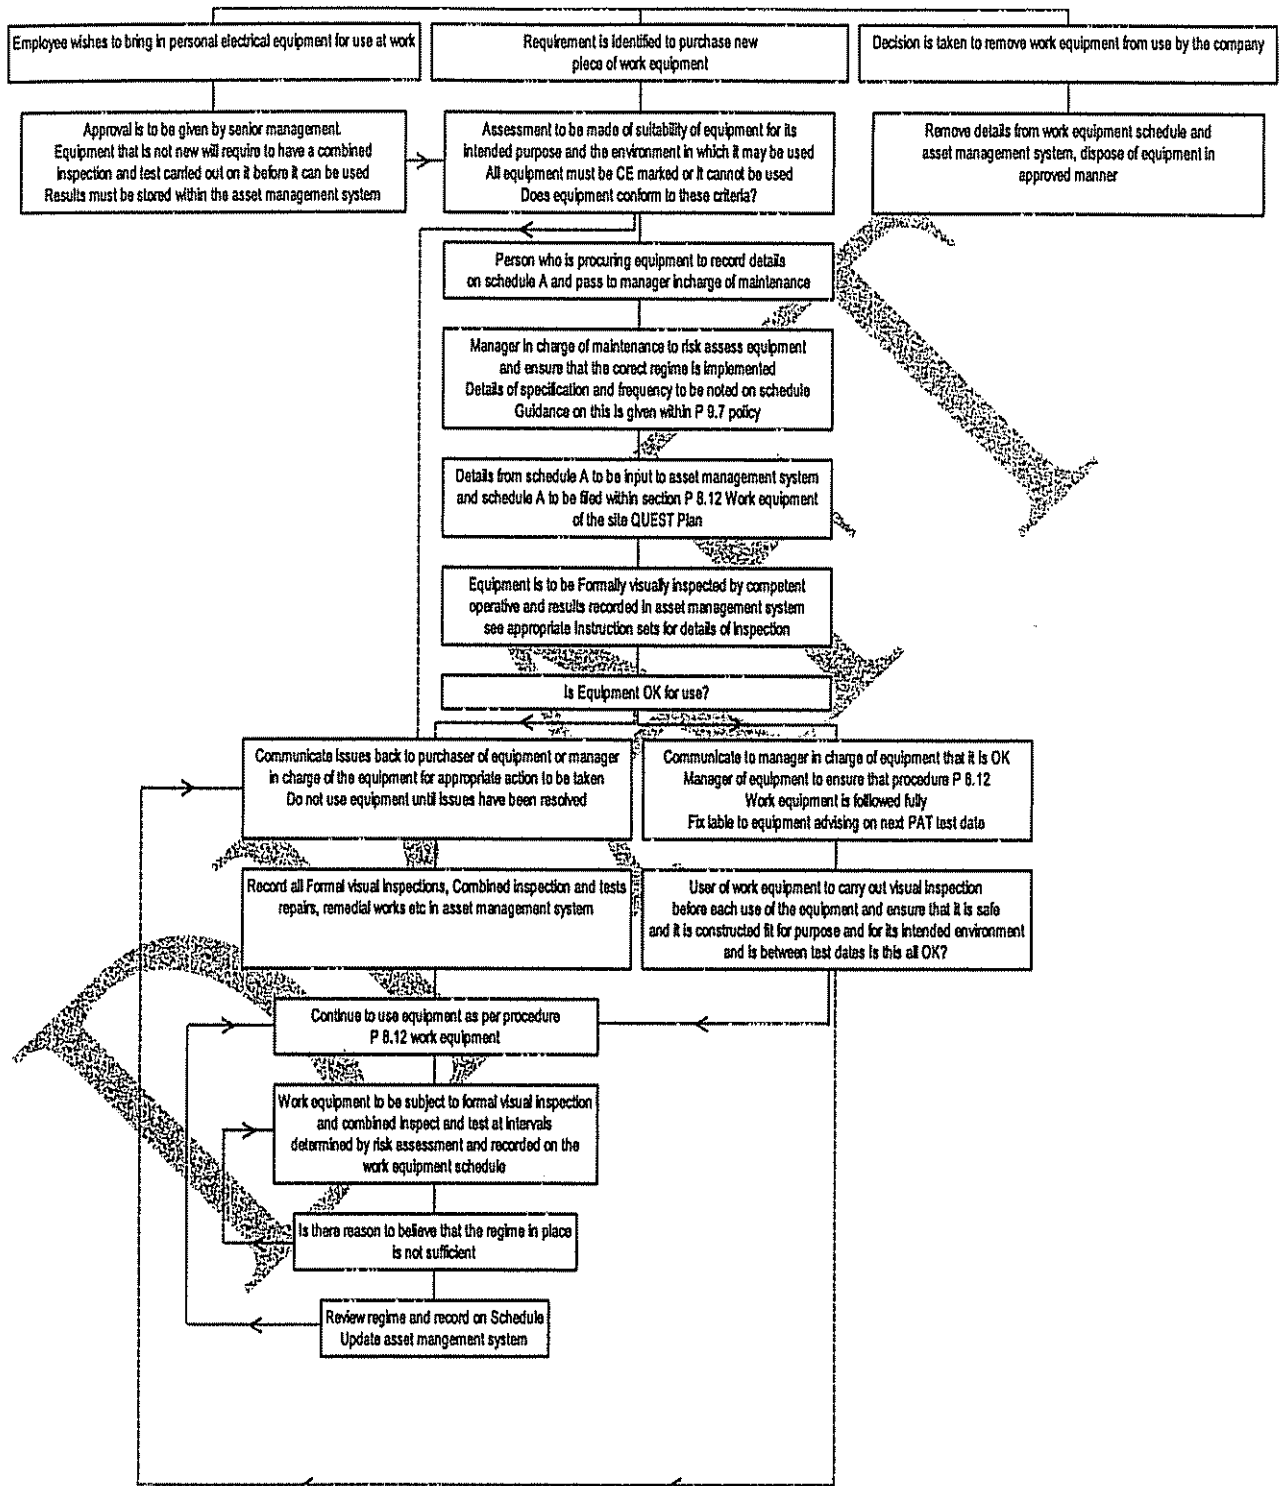 Employee wishes to bring in personal electrical equipment for use at work
Requirement is identified to purchase new
piece of work equipment
Decision is taken to remove work equipment from use by the company
Approval is to be given by senior management.
Equipment that is not new will require to have a combined
inspection and test carried out on it before it can be used
Results must be stored within the asset management system
Assessment to be made of suitability of equipment for its
intended purpose and the environment in which it may be used
All equipment must be CE marked or it cannot be used
Does equipment conform to these criteria?
Remove details from work equipment schedule and
asset management system, dispose of equipment in
approved manner
Person who is procuring equipment to record details
on schedule A and pass to manager incharge of maintenance
Manager in charge of maintenance to risk assess equipment
and ensure that the corect regime is implemented
Details of specification and frequency to be noted on schedule
Guidance on this is given within P 9.7 policy
Details from schedule A to be input to asset management system
and schedule A to be filed within section P 8.12 Work equipment
of the site QUEST Plan
Equipment is to be Formally visually inspected by competent
operative and results recorded in asset management system
see appropriate Instruction sets for details of inspection
Is Equipment OK for use?
Communicate issues back to purchaser of equipment or manager
in charge of the equipment for appropriate action to be taken
Do not use equipment until issues have been resolved
Communicate to manager in charge of equipment that it is OK
Manager of equipment to ensure that procedure P 8.12
Work equipment is followed fully
Fix lable to equipment advising on next PAT test date
Record all Formal visual inspections, Combined inspection and tests
repairs, remedial works etc in asset management system
User of work equipment to carry out visual inspection
before each use of the equipment and ensure that it is safe
and it is constructed fit for purpose and for its intended environment
and is between test dates is this all OK?
Continue to use equipment as per procedure
P 8.12 work equipment
Work equipment to be subject to formal visual inspection
and combined inspect and test at intervals
determined by risk assessment and recorded on the
work equipment schedule
Is there reason to believe that the regime in place
is not sufficient
Review regime and record on Schedule
Update asset mangement system